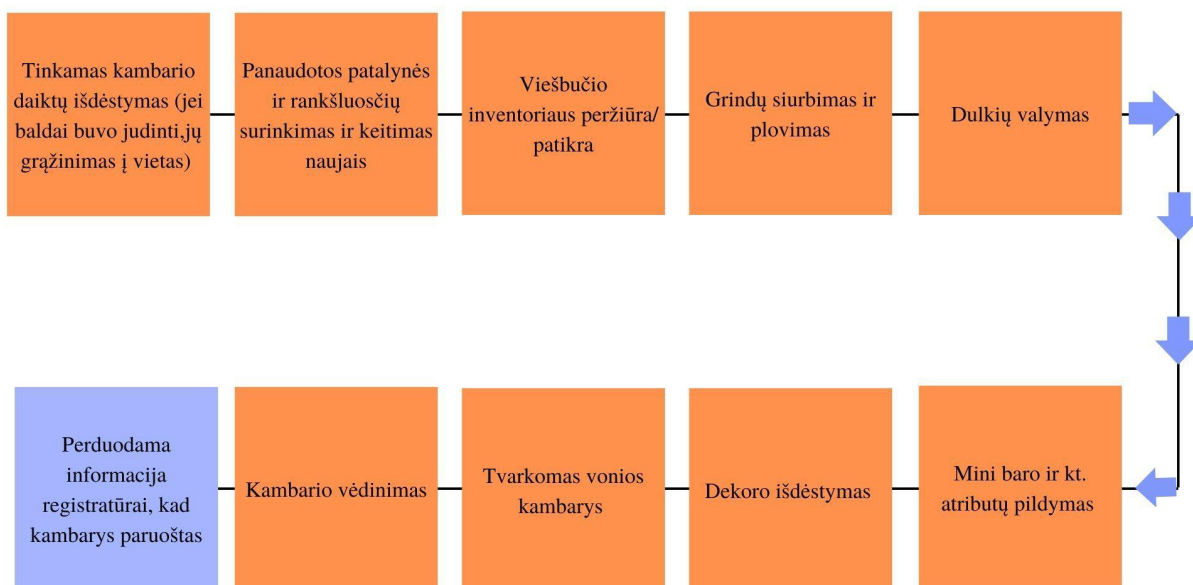 Tinkamas kambario
daiktų išdėstymas (jei
baldai buvo judinti,jų
grąžinimas į vietas)
Panaudotos patalynės
ir rankšluosčių
surinkimas ir keitimas
naujais
Viešbučio
inventoriaus peržiūra/
patikra
Grindų siurbimas ir
plovimas
Dulkių valymas
Mini baro ir kt.
atributų pildymas
Dekoro išdėstymas
Tvarkomas vonios
kambarys
Kambario vėdinimas
Perduodama
informacija
registratūrai, kad
kambarys paruoštas